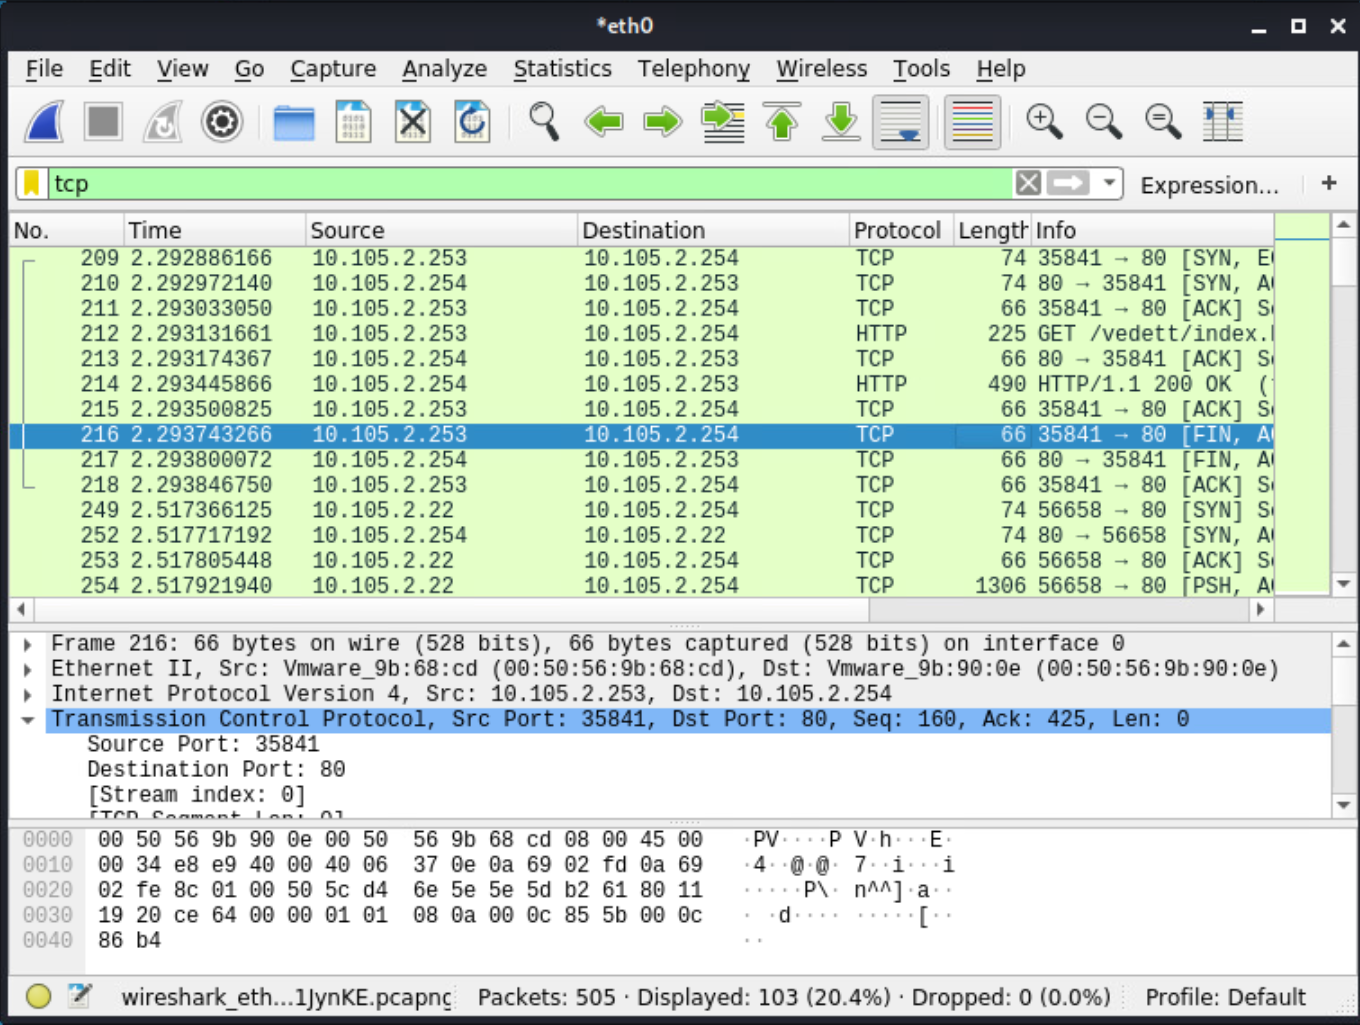 *eth0
File Edit View Go Capture Analyze Statistics Telephony Wireless Tools Help
tcp Expression... +
No. Time Source Destination Protocol Length Info
209 2.292886166 10.105.2.253 10.105.2.254 TCP 74 35841 → 80 [SYN,
210 2.292972140 10.105.2.254 10.105.2.253 TCP 74 80 → 35841 [SYN,
211 2.293033050 10.105.2.253 10.105.2.254 TCP 66 35841 → 80 [ACK]
212 2.293131661 10.105.2.253 10.105.2.254 HTTP 225 GET /vedett/index.
213 2.293174367 10.105.2.254 10.105.2.253 TCP 66 80 → 35841 [ACK]
214 2.293445866 10.105.2.254 10.105.2.253 HTTP 490 HTTP/1.1 200 OK (
215 2.293500825 10.105.2.253 10.105.2.254 TCP 66 35841 → 80 [ACK]
216 2.293743266 10.105.2.253 10.105.2.254 TCP 66 35841 → 80 [FIN,
217 2.293800072 10.105.2.254 10.105.2.253 TCP 66 80 → 35841 [FIN,
218 2.293846750 10.105.2.253 10.105.2.254 TCP 66 35841 → 80 [ACK]
249 2.517366125 10.105.2.22 10.105.2.254 TCP 74 56658 → 80 [SYN]
252 2.517717192 10.105.2.254 10.105.2.22 TCP 74 80 → 56658 [SYN,
253 2.517805448 10.105.2.22 10.105.2.254 TCP 66 56658 → 80 [ACK]
254 2.517921940 10.105.2.22 10.105.2.254 TCP 1306 56658 → 80 [PSH,
Frame 216: 66 bytes on wire (528 bits), 66 bytes captured (528 bits) on interface 0
Ethernet II, Src: Vmware_9b:68:cd (00:50:56:9b:68:cd), Dst: Vmware_9b:90:0e (00:50:56:9b:90:0e)
Internet Protocol Version 4, Src: 10.105.2.253, Dst: 10.105.2.254
Transmission Control Protocol, Src Port: 35841, Dst Port: 80, Seq: 160, Ack: 425, Len: 0
Source Port: 35841
Destination Port: 80
[Stream index: 0]
[TCP Segment Len: 0]
0000 00 50 56 9b 90 0e 00 50 56 9b 68 cd 08 00 45 00 ·PV····P V·h···E·
0010 00 34 e8 e9 40 00 40 06 37 0e 0a 69 02 fd 0a 69 ·4··@·@· 7··i···i
0020 02 fe 8c 01 00 50 5c d4 6e 5e 5e 5d b2 61 80 11 ·····P\· n^^]·a··
0030 19 20 ce 64 00 00 01 01 08 0a 00 0c 85 5b 00 0c · ·d···· ·····[··
0040 86 b4 ··
wireshark_eth...1JynKE.pcapng Packets: 505 · Displayed: 103 (20.4%) · Dropped: 0 (0.0%) Profile: Default